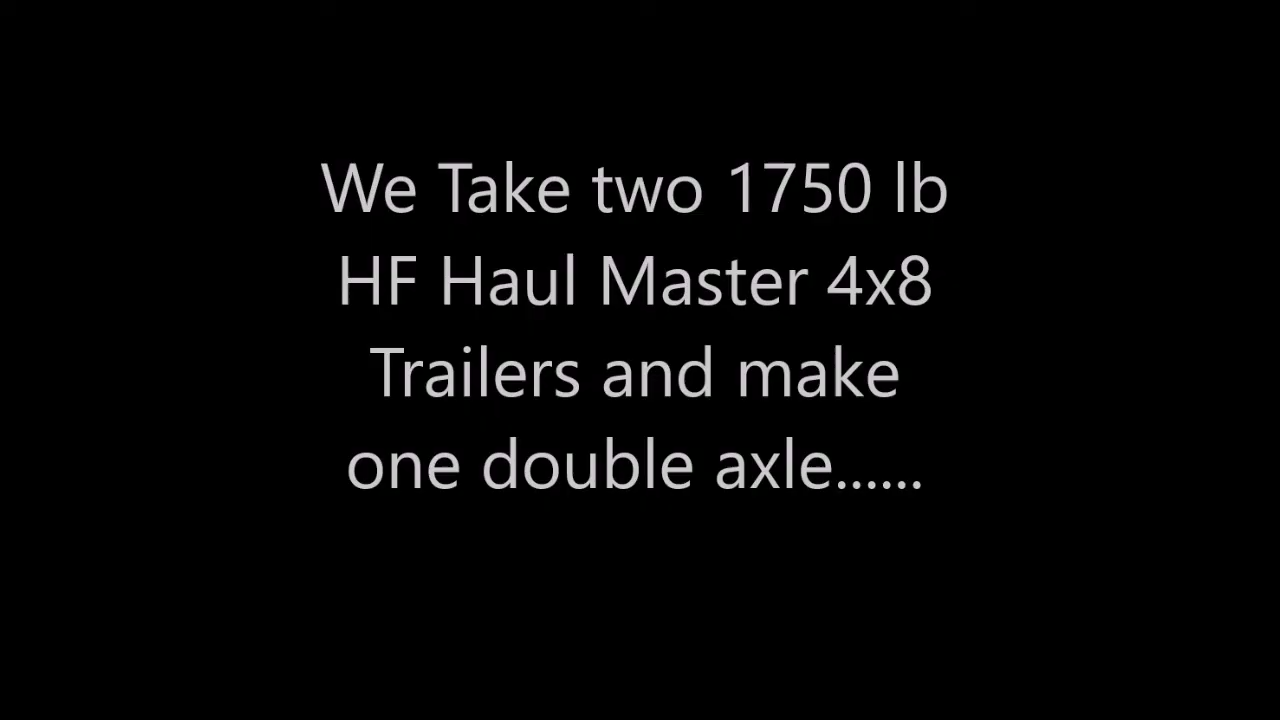 We Take two 1750 lb
HF Haul Master 4x8
Trailers and make
one double axle......